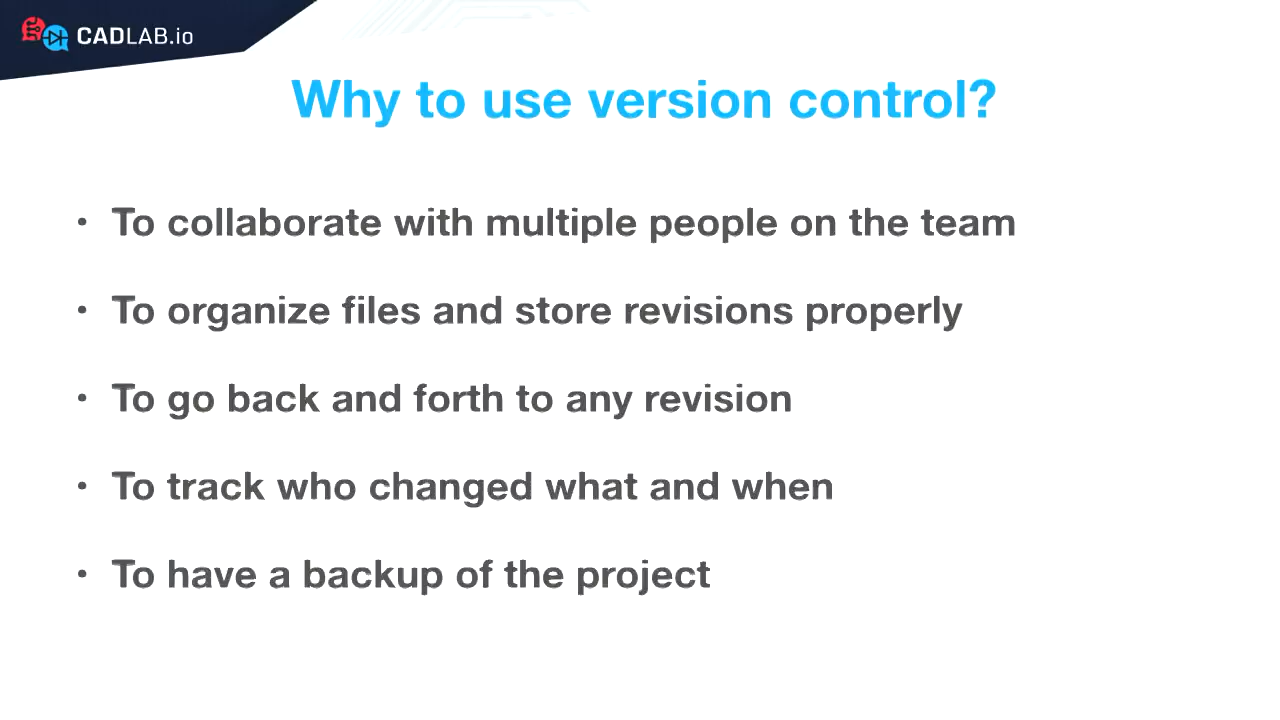 CADLAB.io
Why to use version control?
• To collaborate with multiple people on the team
• To organize files and store revisions properly
• To go back and forth to any revision
• To track who changed what and when
• To have a backup of the project